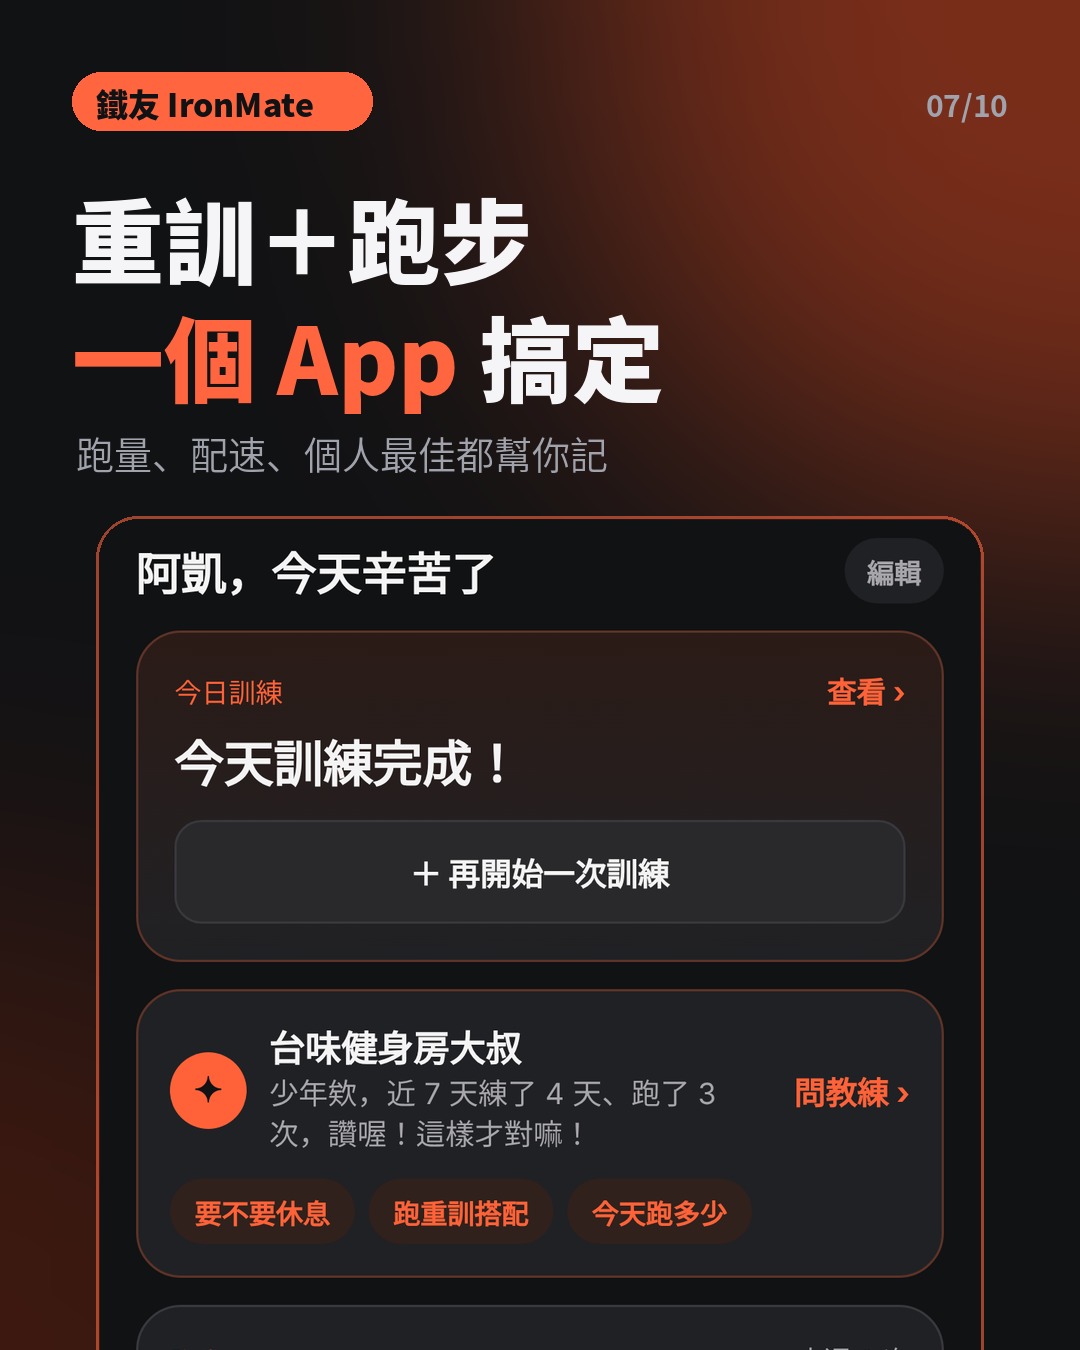 鐵友 IronMate
07/10
重訓＋跑步
一個 App 搞定
跑量、配速、個人最佳都幫你記
阿凱，今天辛苦了
編輯
今日訓練
查看 ›
今天訓練完成！
＋ 再開始一次訓練
台味健身房大叔
少年欸，近 7 天練了 4 天、跑了 3
次，讚喔！這樣才對嘛！
問教練 ›
要不要休息
跑重訓搭配
今天跑多少